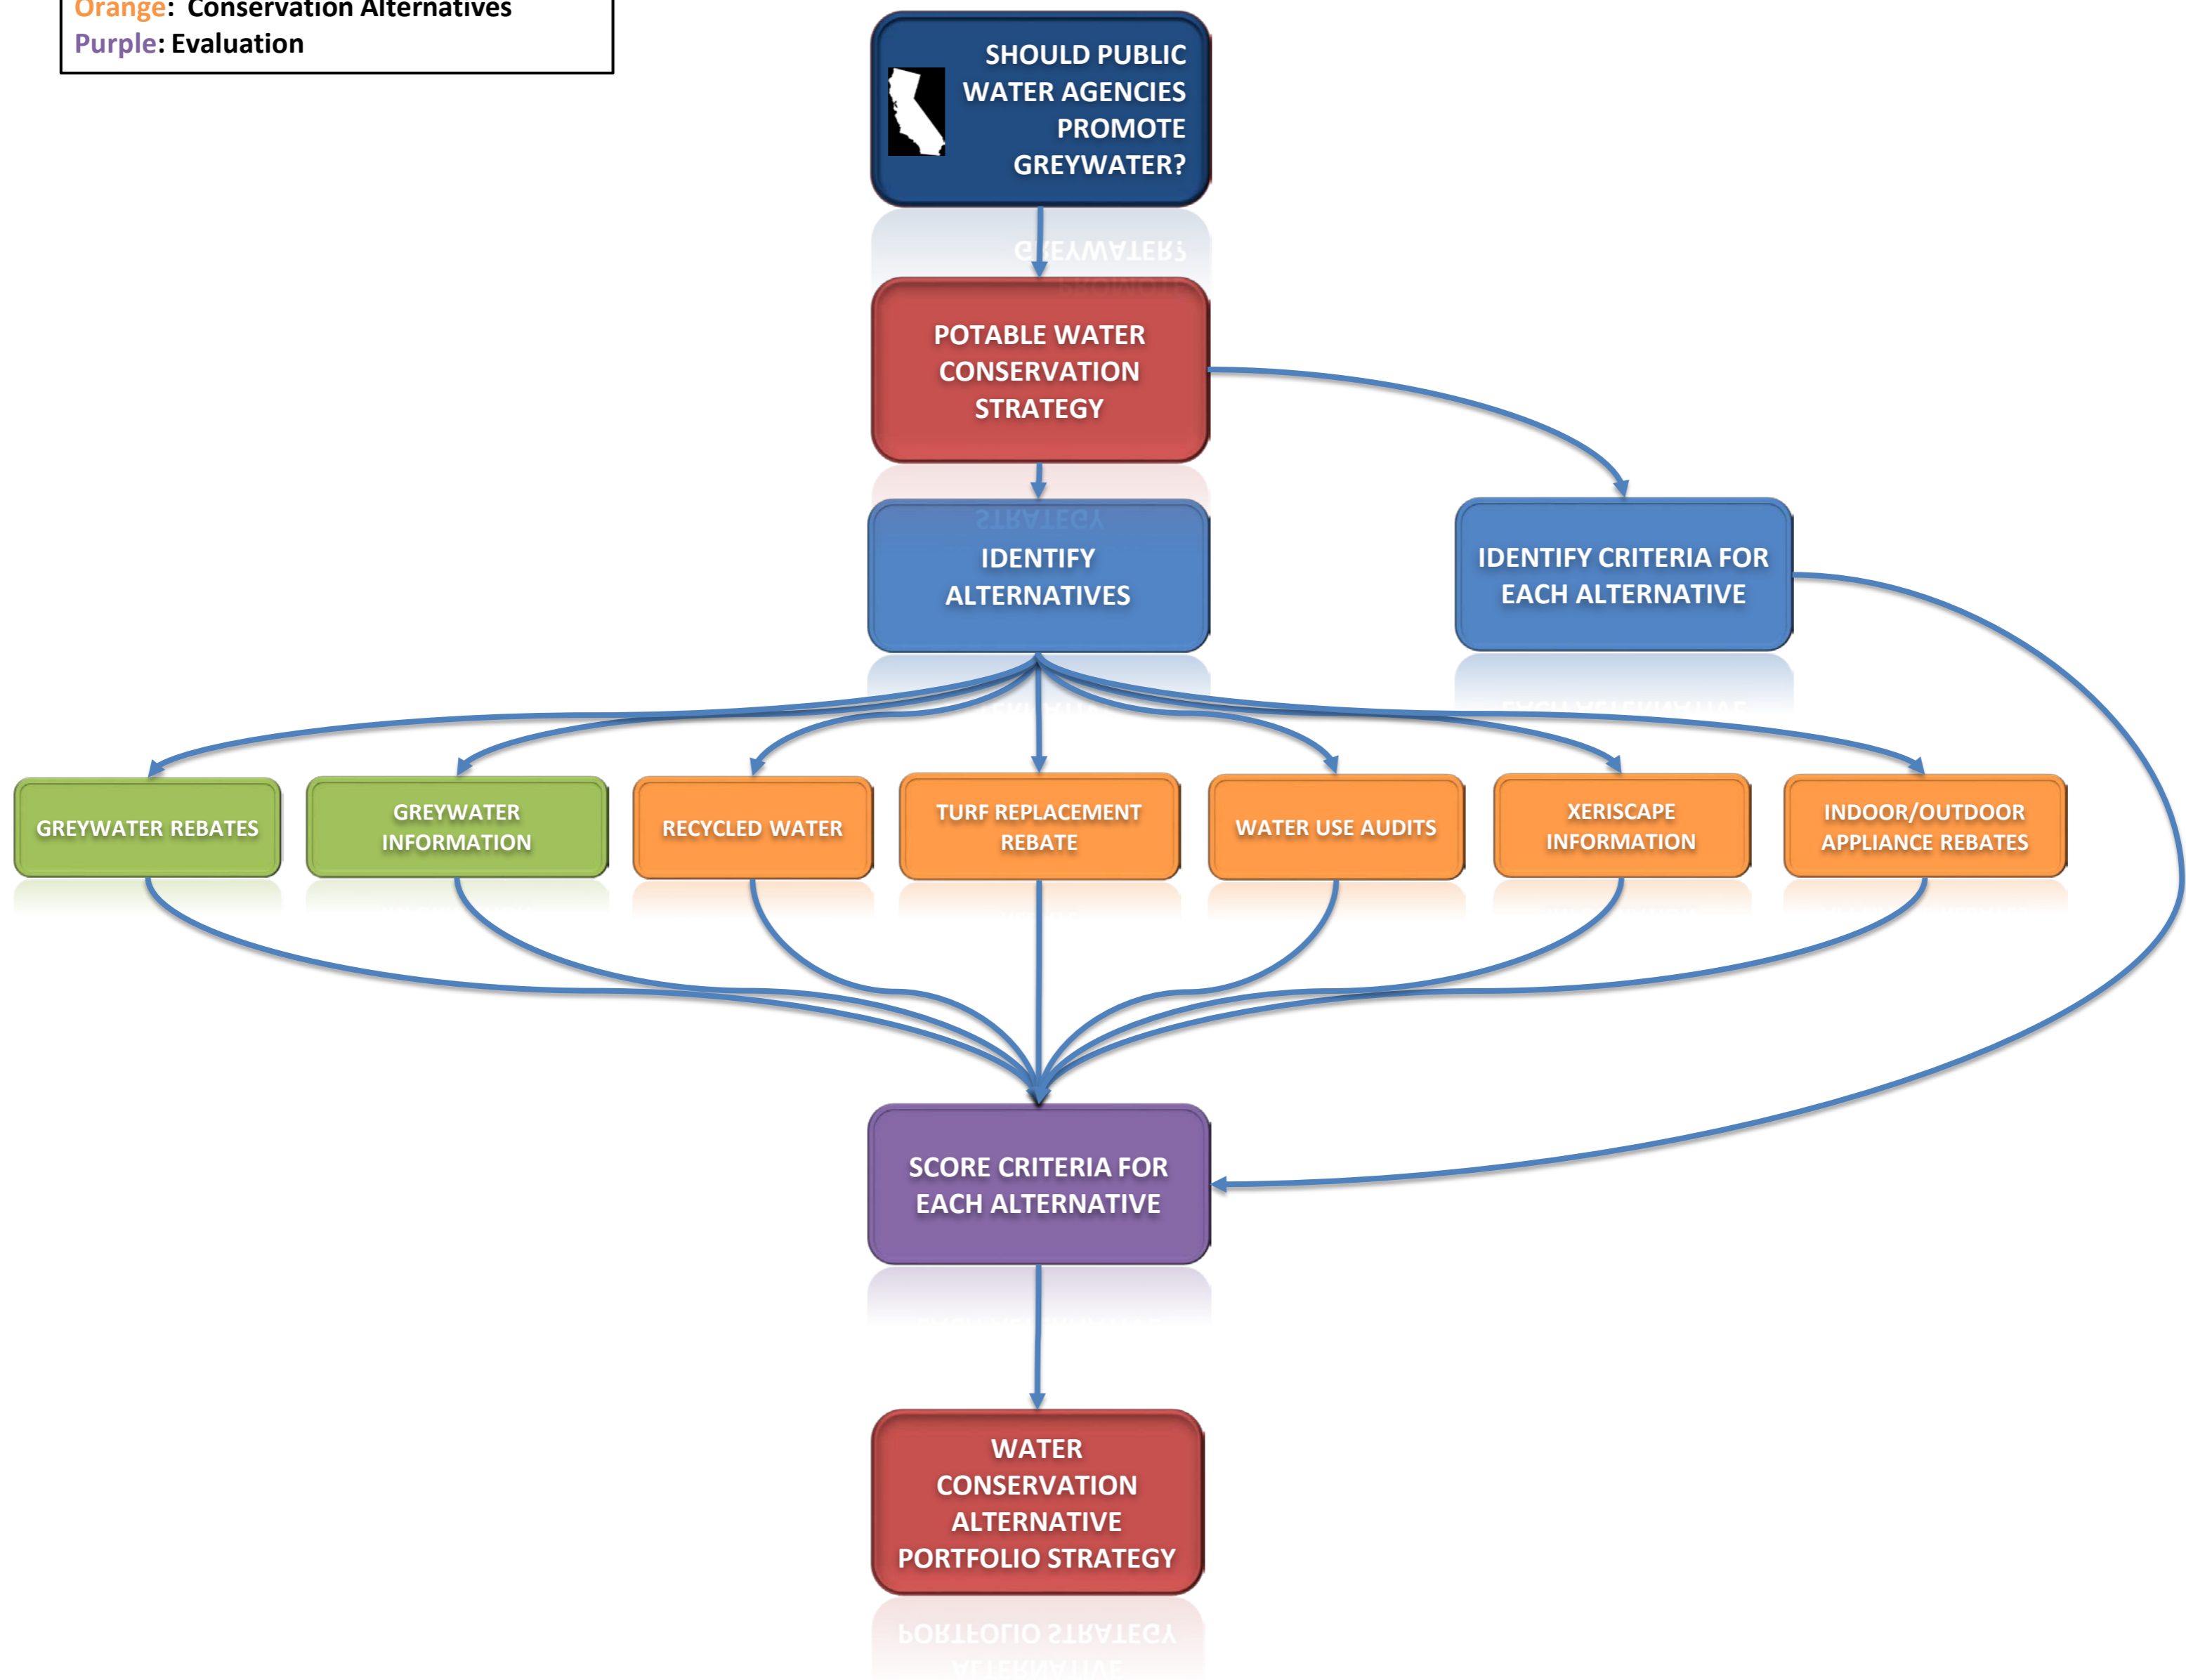 Orange: Conservation Alternatives
Purple: Evaluation
SHOULD PUBLIC
WATER AGENCIES
PROMOTE
GREYWATER?
POTABLE WATER
CONSERVATION
STRATEGY
IDENTIFY
ALTERNATIVES
IDENTIFY CRITERIA FOR
EACH ALTERNATIVE
GREYWATER REBATES
GREYWATER
INFORMATION
RECYCLED WATER
TURF REPLACEMENT
REBATE
WATER USE AUDITS
XERISCAPE
INFORMATION
INDOOR/OUTDOOR
APPLIANCE REBATES
SCORE CRITERIA FOR
EACH ALTERNATIVE
WATER
CONSERVATION
ALTERNATIVE
PORTFOLIO STRATEGY